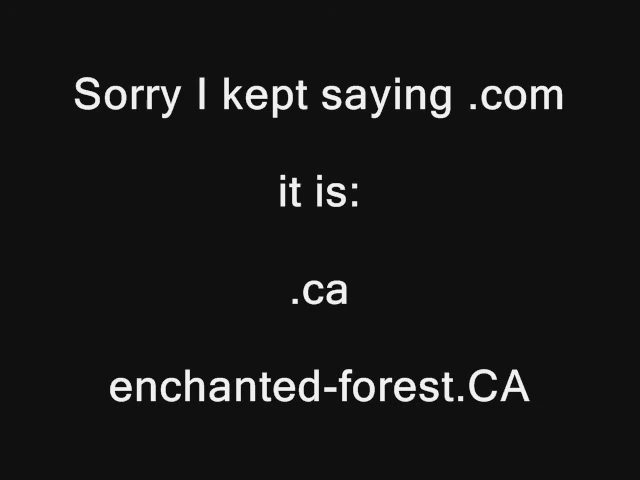 Sorry I kept saying .com
it is:
.ca
enchanted-forest.CA